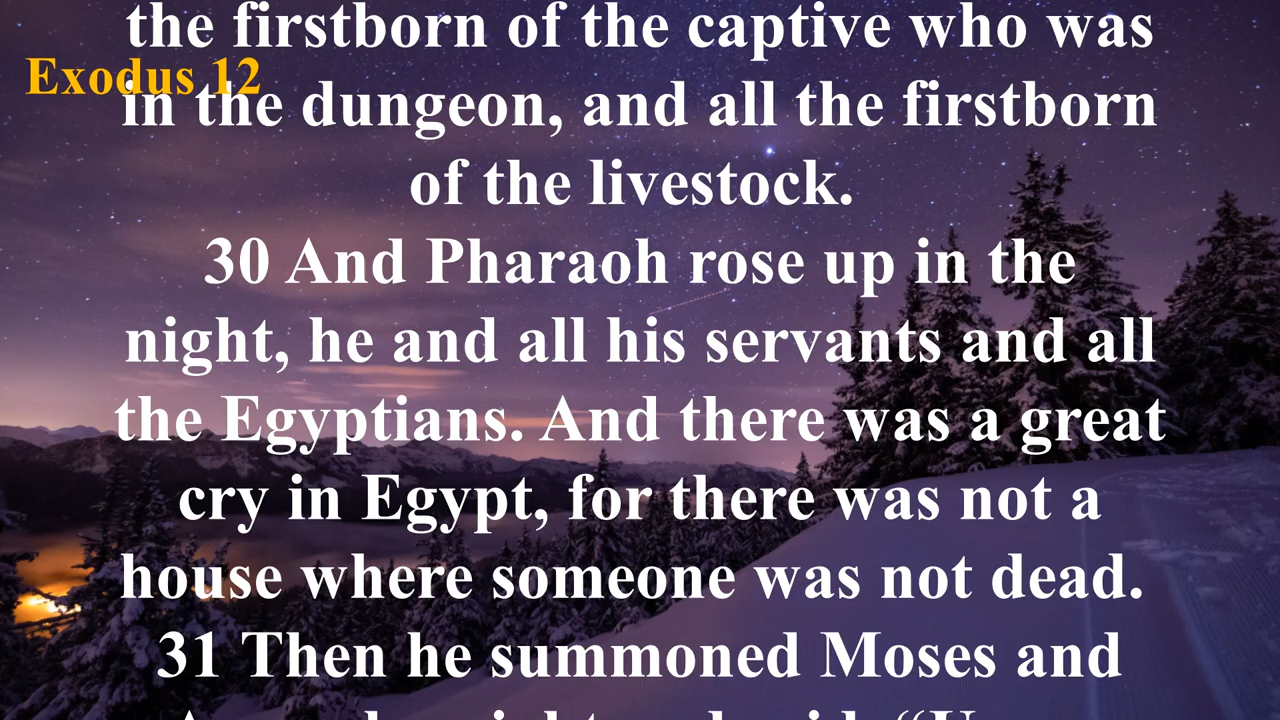 the firstborn of the captive who was
Exodus 12
in the dungeon, and all the firstborn
of the livestock.
30 And Pharaoh rose up in the
night, he and all his servants and all
the Egyptians. And there was a great
cry in Egypt, for there was not a
house where someone was not dead.
31 Then he summoned Moses and